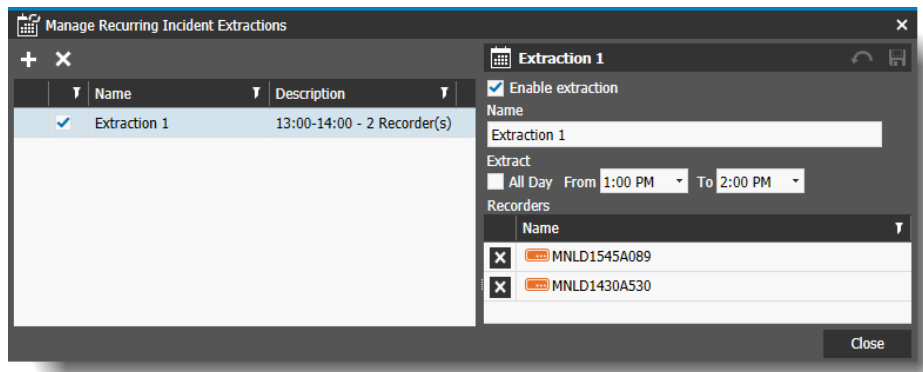 Manage Recurring Incident Extractions
Extraction 1
Enable extraction
Name
Extraction 1
Extract
All Day From 1:00 PM To 2:00 PM
Recorders
Name
MNLD1545A089
MNLD1430A530
Name Description
Extraction 1 13:00-14:00 - 2 Recorder(s)
Close